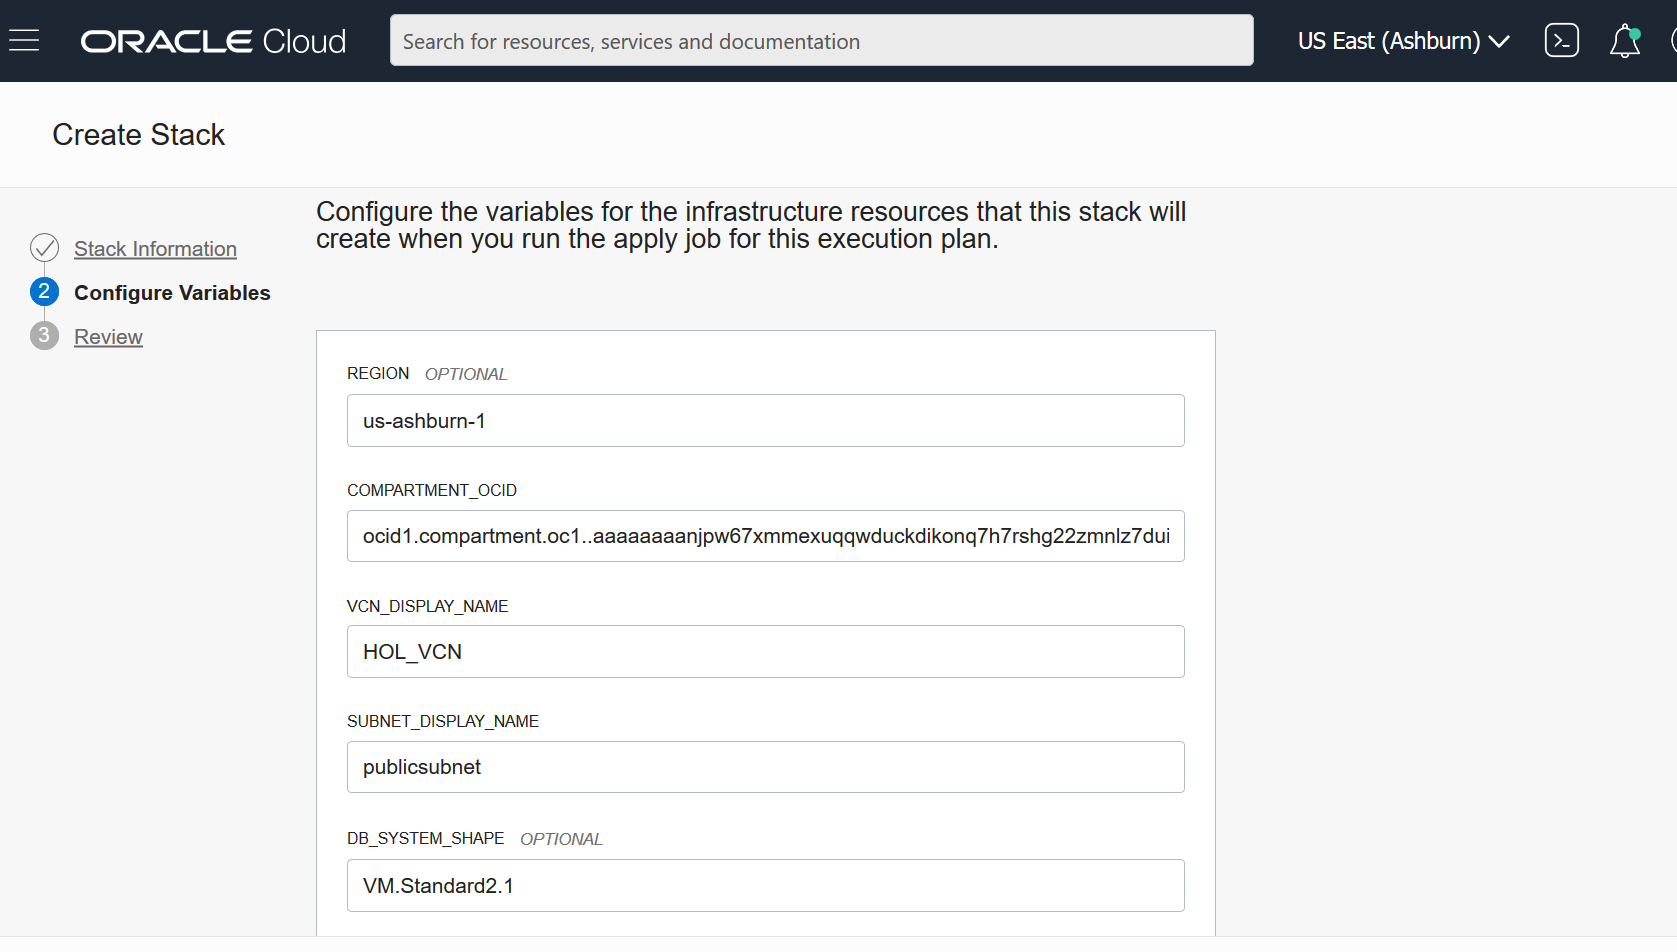 ORACLE Cloud
Search for resources, services and documentation
US East (Ashburn)
Create Stack
Stack Information
2 Configure Variables
3 Review
Configure the variables for the infrastructure resources that this stack will
create when you run the apply job for this execution plan.
REGION OPTIONAL
us-ashburn-1
COMPARTMENT_OCID
ocid1.compartment.oc1..aaaaaaaanjpw67xmmexuqqwduckdikonq7h7rshg22zmnlz7dui
VCN_DISPLAY_NAME
HOL_VCN
SUBNET_DISPLAY_NAME
publicsubnet
DB_SYSTEM_SHAPE OPTIONAL
VM.Standard2.1